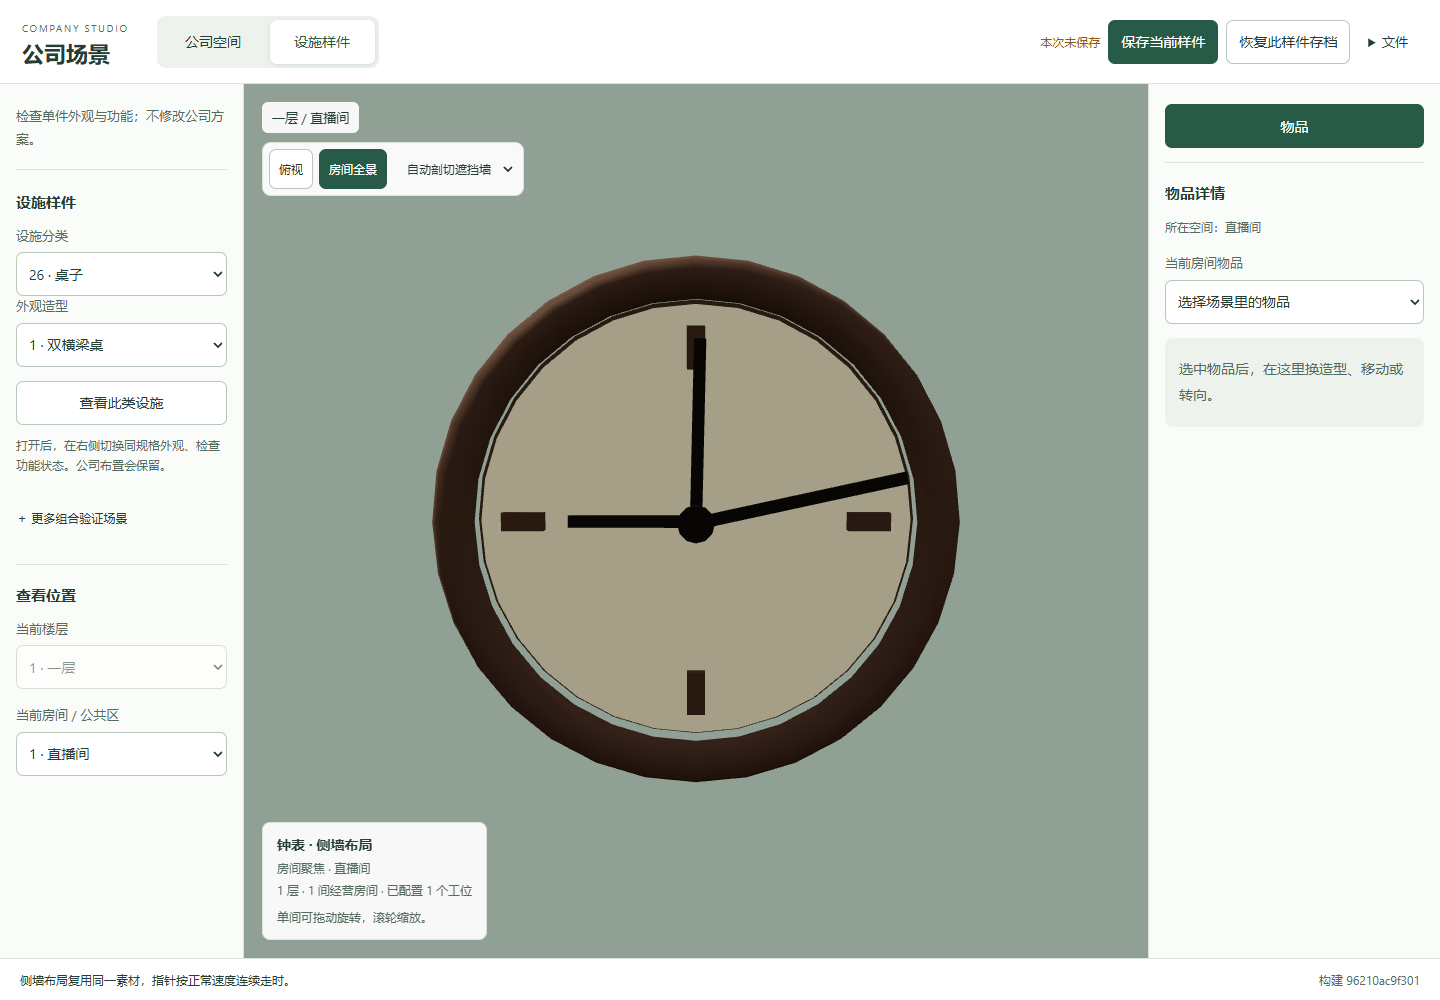 COMPANY STUDIO
公司场景
公司空间
设施样件
本次未保存
保存当前样件
恢复此样件存档
▶ 文件
检查单件外观与功能；不修改公司方
案。
设施样件
设施分类
26 · 桌子
外观造型
1 · 双横梁桌
查看此类设施
打开后，在右侧切换同规格外观、检查
功能状态。公司布置会保留。
+ 更多组合验证场景
查看位置
当前楼层
1 · 一层
当前房间 / 公共区
1 · 直播间
一层 / 直播间
俯视
房间全景
自动剖切遮挡墙
钟表 · 侧墙布局
房间聚焦 · 直播间
1 层 · 1 间经营房间 · 已配置 1 个工位
单间可拖动旋转，滚轮缩放。
物品
物品详情
所在空间：直播间
当前房间物品
选择场景里的物品
选中物品后，在这里换造型、移动或
转向。
侧墙布局复用同一素材，指针按正常速度连续走时。
构建 96210ac9f301